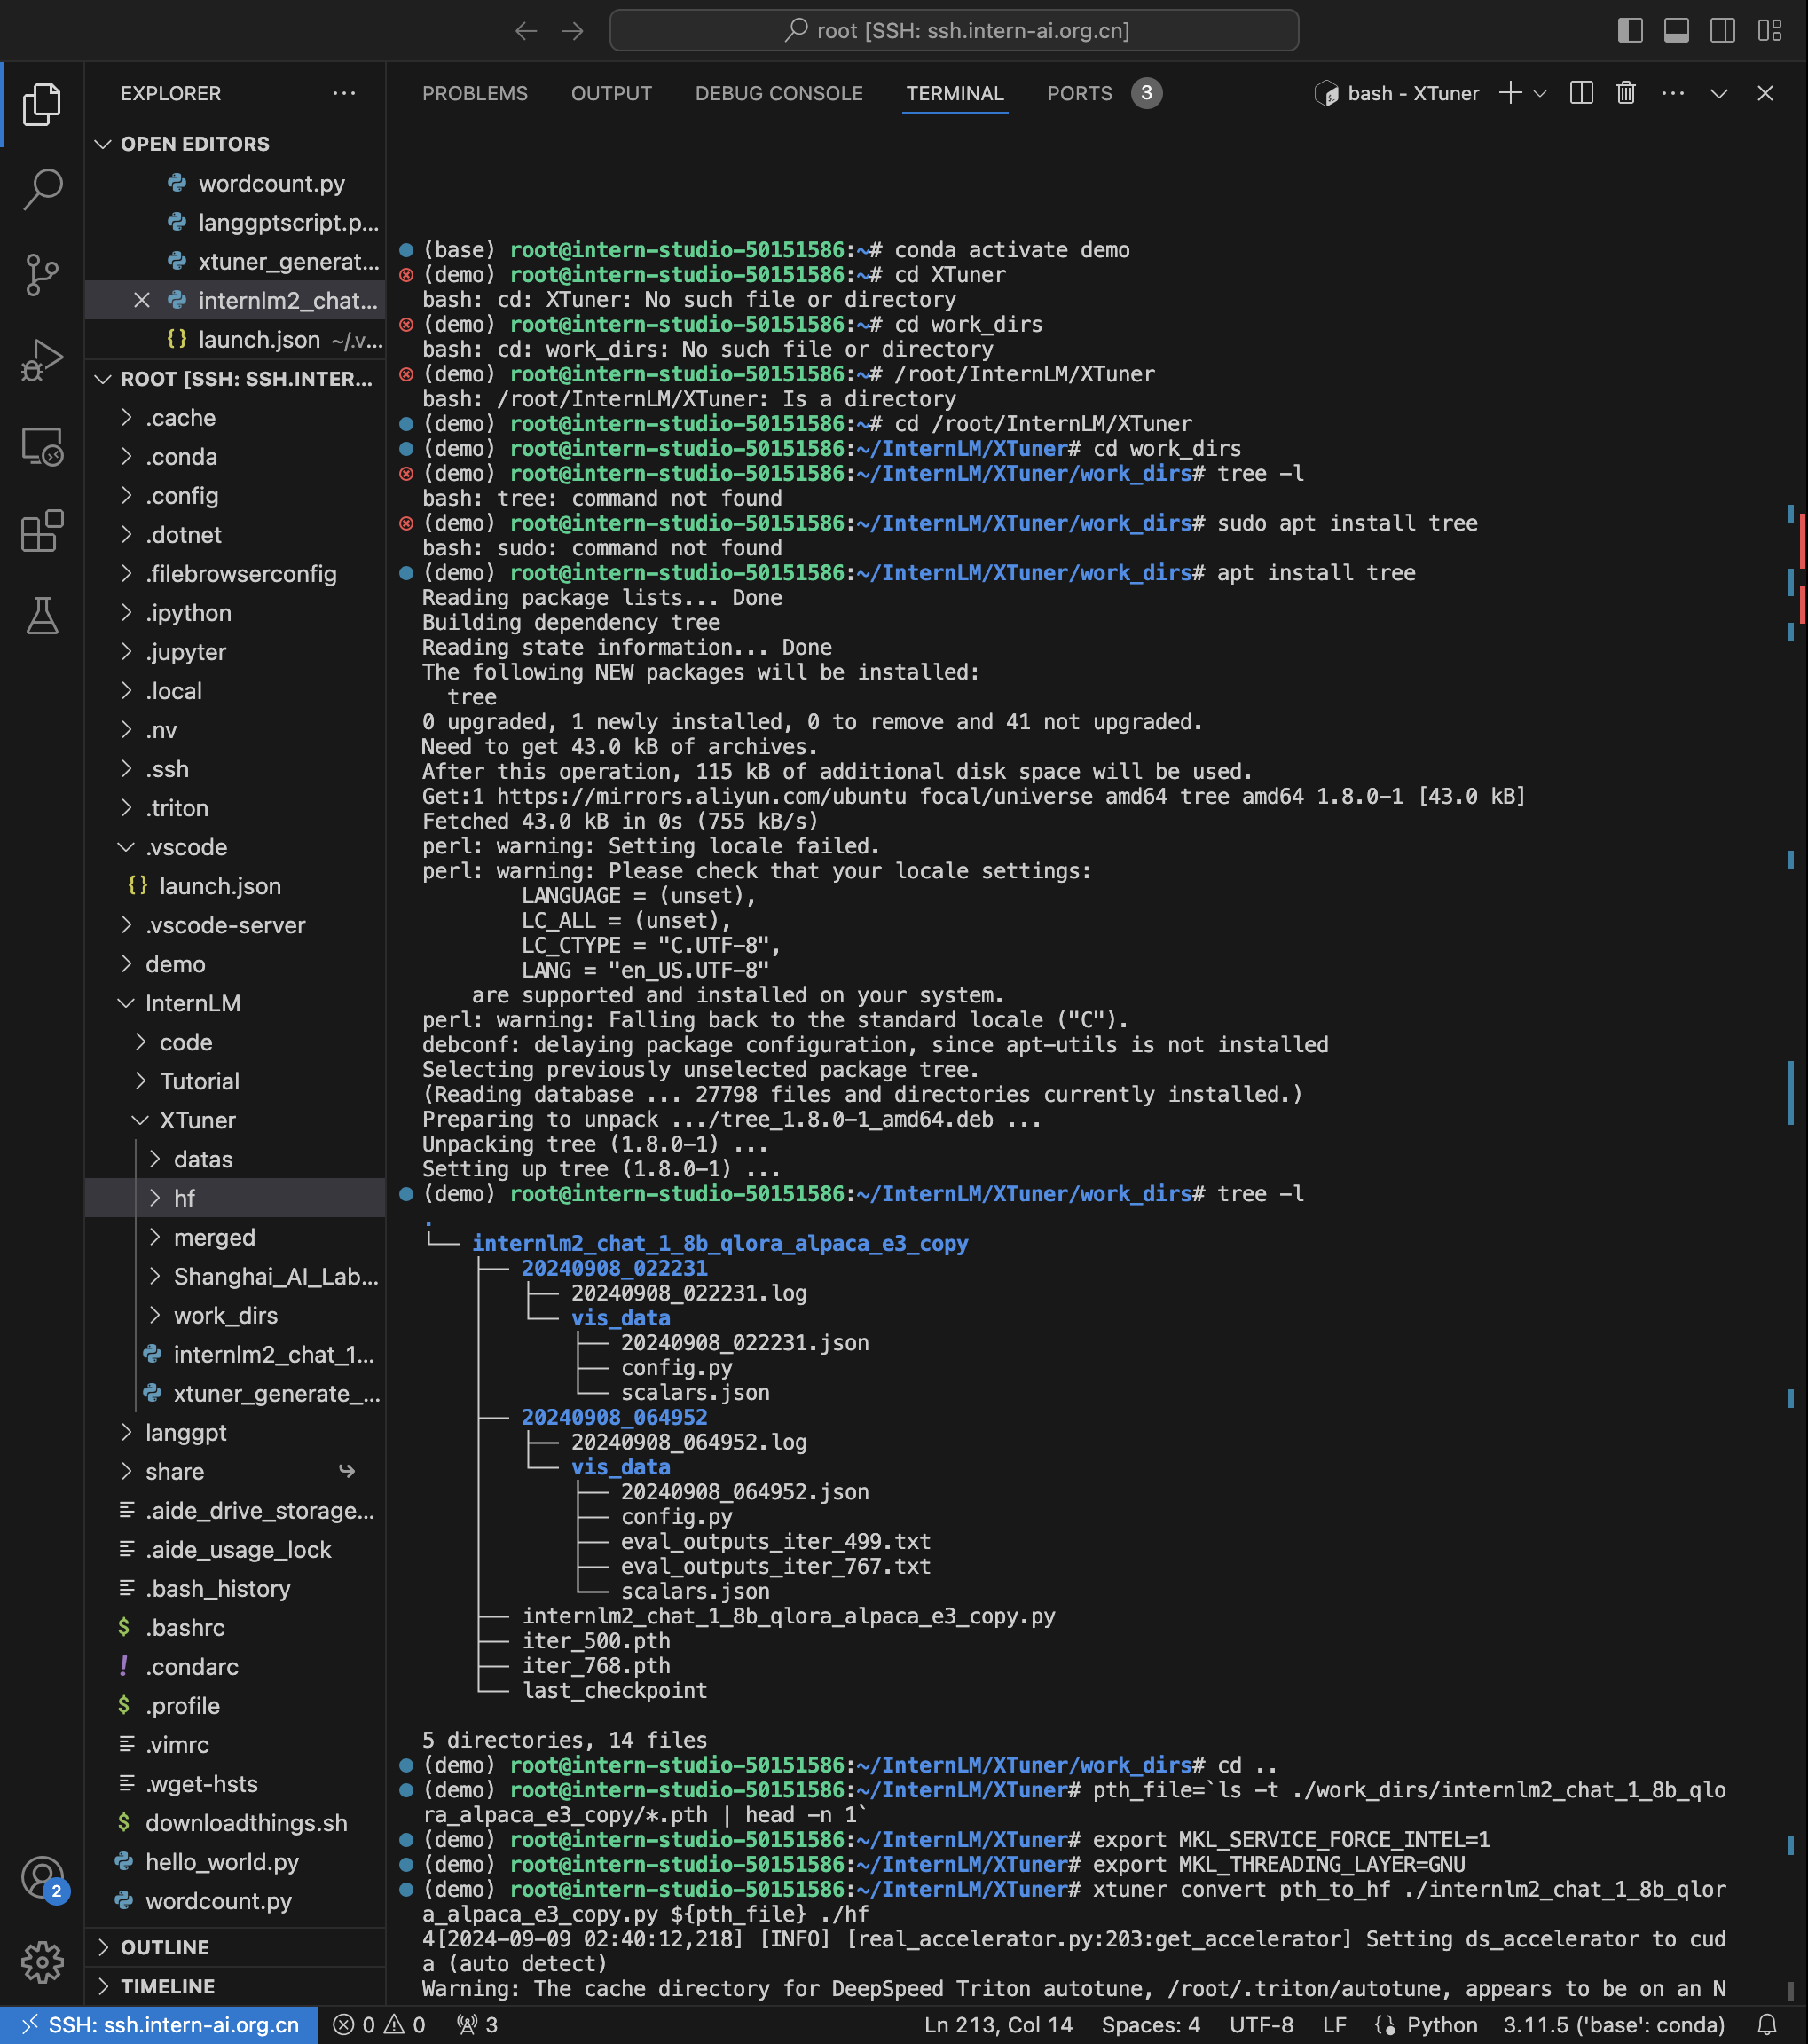 root [SSH: ssh.intern-ai.org.cn]
EXPLORER
OPEN EDITORS
wordcount.py
langgptscript.p...
xtuner_generat...
internlm2_chat...
launch.json ~/.v...
ROOT [SSH: SSH.INTER...
.cache
.conda
.config
.dotnet
.filebrowserconfig
.ipython
.jupyter
.local
.nv
.ssh
.triton
.vscode
launch.json
.vscode-server
demo
InternLM
code
Tutorial
XTuner
datas
hf
merged
Shanghai_AI_Lab...
work_dirs
internlm2_chat_1...
xtuner_generate_...
langgpt
share
.aide_drive_storage...
.aide_usage_lock
.bash_history
.bashrc
.condarc
.profile
.vimrc
.wget-hsts
downloadthings.sh
hello_world.py
wordcount.py
OUTLINE
TIMELINE
2
PROBLEMS OUTPUT DEBUG CONSOLE TERMINAL PORTS 3
bash - XTuner
(base) root@intern-studio-50151586:~# conda activate demo
(demo) root@intern-studio-50151586:~# cd XTuner
bash: cd: XTuner: No such file or directory
(demo) root@intern-studio-50151586:~# cd work_dirs
bash: cd: work_dirs: No such file or directory
(demo) root@intern-studio-50151586:~# /root/InternLM/XTuner
bash: /root/InternLM/XTuner: Is a directory
(demo) root@intern-studio-50151586:~# cd /root/InternLM/XTuner
(demo) root@intern-studio-50151586:~/InternLM/XTuner# cd work_dirs
(demo) root@intern-studio-50151586:~/InternLM/XTuner/work_dirs# tree -l
bash: tree: command not found
(demo) root@intern-studio-50151586:~/InternLM/XTuner/work_dirs# sudo apt install tree
bash: sudo: command not found
(demo) root@intern-studio-50151586:~/InternLM/XTuner/work_dirs# apt install tree
Reading package lists... Done
Building dependency tree
Reading state information... Done
The following NEW packages will be installed:
  tree
0 upgraded, 1 newly installed, 0 to remove and 41 not upgraded.
Need to get 43.0 kB of archives.
After this operation, 115 kB of additional disk space will be used.
Get:1 https://mirrors.aliyun.com/ubuntu focal/universe amd64 tree amd64 1.8.0-1 [43.0 kB]
Fetched 43.0 kB in 0s (755 kB/s)
perl: warning: Setting locale failed.
perl: warning: Please check that your locale settings:
        LANGUAGE = (unset),
        LC_ALL = (unset),
        LC_CTYPE = "C.UTF-8",
        LANG = "en_US.UTF-8"
    are supported and installed on your system.
perl: warning: Falling back to the standard locale ("C").
debconf: delaying package configuration, since apt-utils is not installed
Selecting previously unselected package tree.
(Reading database ... 27798 files and directories currently installed.)
Preparing to unpack .../tree_1.8.0-1_amd64.deb ...
Unpacking tree (1.8.0-1) ...
Setting up tree (1.8.0-1) ...
(demo) root@intern-studio-50151586:~/InternLM/XTuner/work_dirs# tree -l
.
└── internlm2_chat_1_8b_qlora_alpaca_e3_copy
    ├── 20240908_022231
    │   ├── 20240908_022231.log
    │   └── vis_data
    │       ├── 20240908_022231.json
    │       ├── config.py
    │       └── scalars.json
    ├── 20240908_064952
    │   ├── 20240908_064952.log
    │   └── vis_data
    │       ├── 20240908_064952.json
    │       ├── config.py
    │       ├── eval_outputs_iter_499.txt
    │       ├── eval_outputs_iter_767.txt
    │       └── scalars.json
    ├── internlm2_chat_1_8b_qlora_alpaca_e3_copy.py
    ├── iter_500.pth
    ├── iter_768.pth
    └── last_checkpoint
5 directories, 14 files
(demo) root@intern-studio-50151586:~/InternLM/XTuner/work_dirs# cd ..
(demo) root@intern-studio-50151586:~/InternLM/XTuner# pth_file=`ls -t ./work_dirs/internlm2_chat_1_8b_qlo
ra_alpaca_e3_copy/*.pth | head -n 1`
(demo) root@intern-studio-50151586:~/InternLM/XTuner# export MKL_SERVICE_FORCE_INTEL=1
(demo) root@intern-studio-50151586:~/InternLM/XTuner# export MKL_THREADING_LAYER=GNU
(demo) root@intern-studio-50151586:~/InternLM/XTuner# xtuner convert pth_to_hf ./internlm2_chat_1_8b_qlor
a_alpaca_e3_copy.py ${pth_file} ./hf
4[2024-09-09 02:40:12,218] [INFO] [real_accelerator.py:203:get_accelerator] Setting ds_accelerator to cud
a (auto detect)
Warning: The cache directory for DeepSpeed Triton autotune, /root/.triton/autotune, appears to be on an N
SSH: ssh.intern-ai.org.cn 0 0 3 Ln 213, Col 14 Spaces: 4 UTF-8 LF Python 3.11.5 ('base': conda)